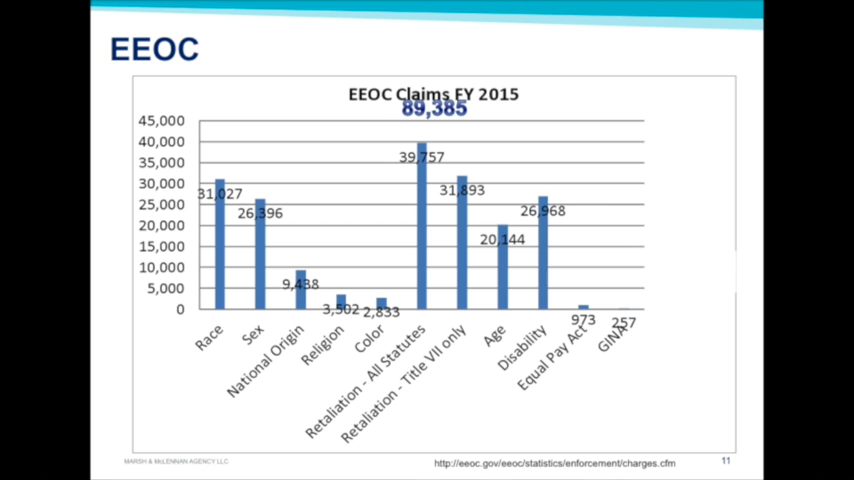 EEOC
EEOC Claims FY 2015
89,385
45,000
40,000
35,000
30,000
25,000
20,000
15,000
10,000
5,000
0
31,027
26,396
9,438
3,502
2,833
39,757
31,893
20,144
26,968
973
257
Race
Sex
National Origin
Religion
Color
Retaliation - All Statutes
Retaliation - Title VII only
Age
Disability
Equal Pay Act
GINA
MARSH & McLENNAN AGENCY LLC
http://eeoc.gov/eeoc/statistics/enforcement/charges.cfm
11